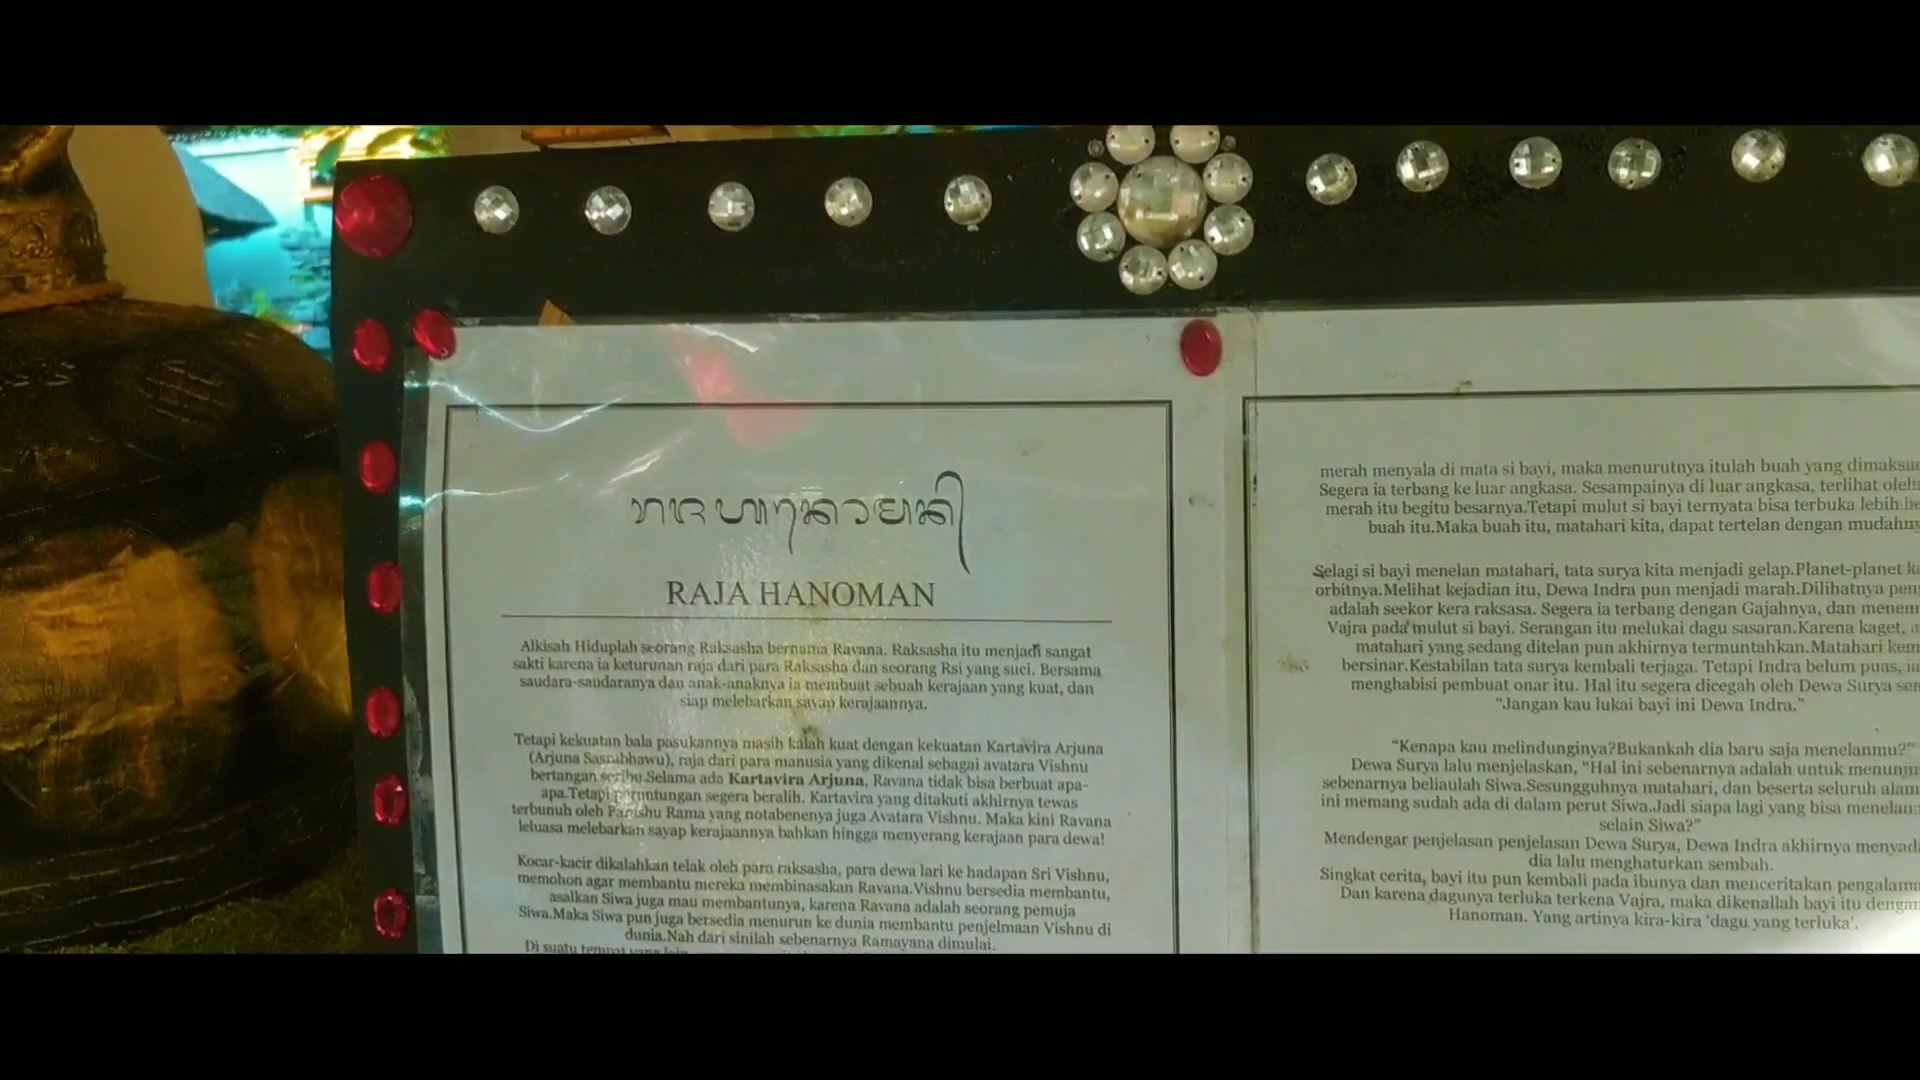 RAJA HANOMAN
Alkisah Hiduplah seorang Raksasha bernama Ravana. Raksasha itu menjadi sangat
sakti karena ia keturunan raja dari para Raksasha dan seorang Rsi yang suci. Bersama
saudara-saudaranya dan anak-anaknya ia membuat sebuah kerajaan yang kuat, dan
siap melebarkan sayap kerajaannya.
Tetapi kekuatan bala pasukannya masih kalah kuat dengan kekuatan Kartavira Arjuna
(Arjuna Sasrabhawu), raja dari para manusia yang dikenal sebagai avatara Vishnu
bertangan seribu.Selama ada Kartavira Arjuna, Ravana tidak bisa berbuat apa-
apa.Tetapi peruntungan segera beralih. Kartavira yang ditakuti akhirnya tewas
terbunuh oleh Rama yang notabenenya juga Avatara Vishnu. Maka kini Ravana
leluasa melebarkan sayap kerajaannya bahkan hingga menyerang kerajaan para dewa!
Kocar-kacir dikalahkan telak oleh para raksasha, para dewa lari ke hadapan Sri Vishnu,
memohon agar membantu mereka membinasakan Ravana.Vishnu bersedia membantu,
asalkan Siwa juga mau membantunya, karena Ravana adalah seorang pemuja
Siwa.Maka Siwa pun juga bersedia menurun ke dunia membantu penjelmaan Vishnu di
dunia.Nah dari sinilah sebenarnya Ramayana dimulai.
Di suatu tempat yang lain
merah menyala di mata si bayi, maka menurutnya itulah buah yang
Segera ia terbang ke luar angkasa. Sesampainya di luar angkasa, terlihat
merah itu begitu besarnya.Tetapi mulut si bayi ternyata bisa terbuka lebih
buah itu.Maka buah itu, matahari kita, dapat tertelan dengan
Selagi si bayi menelan matahari, tata surya kita menjadi gelap.Planet-planet
orbitnya.Melihat kejadian itu, Dewa Indra pun menjadi marah.Dilihatnya
adalah seekor kera raksasa. Segera ia terbang dengan Gajahnya, dan
Vajra pada mulut si bayi. Serangan itu melukai dagu sasaran.Karena kaget,
matahari yang sedang ditelan pun akhirnya termuntahkan.Matahari
bersinar.Kestabilan tata surya kembali terjaga. Tetapi Indra belum puas,
menghabisi pembuat onar itu. Hal itu segera dicegah oleh Dewa Surya
"Jangan kau lukai bayi ini Dewa Indra."
"Kenapa kau melindunginya?Bukankah dia baru saja menelanmu?"
Dewa Surya lalu menjelaskan, "Hal ini sebenarnya adalah untuk
sebenarnya beliaulah Siwa.Sesungguhnya matahari, dan beserta seluruh alam
ini memang sudah ada di dalam perut Siwa.Jadi siapa lagi yang bisa
selain Siwa?"
Mendengar penjelasan penjelasan Dewa Surya, Dewa Indra akhirnya
dia lalu menghaturkan sembah.
Singkat cerita, bayi itu pun kembali pada ibunya dan menceritakan
Dan karena dagunya terluka terkena Vajra, maka dikenallah bayi itu
Hanoman. Yang artinya kira-kira 'dagu yang terluka'.